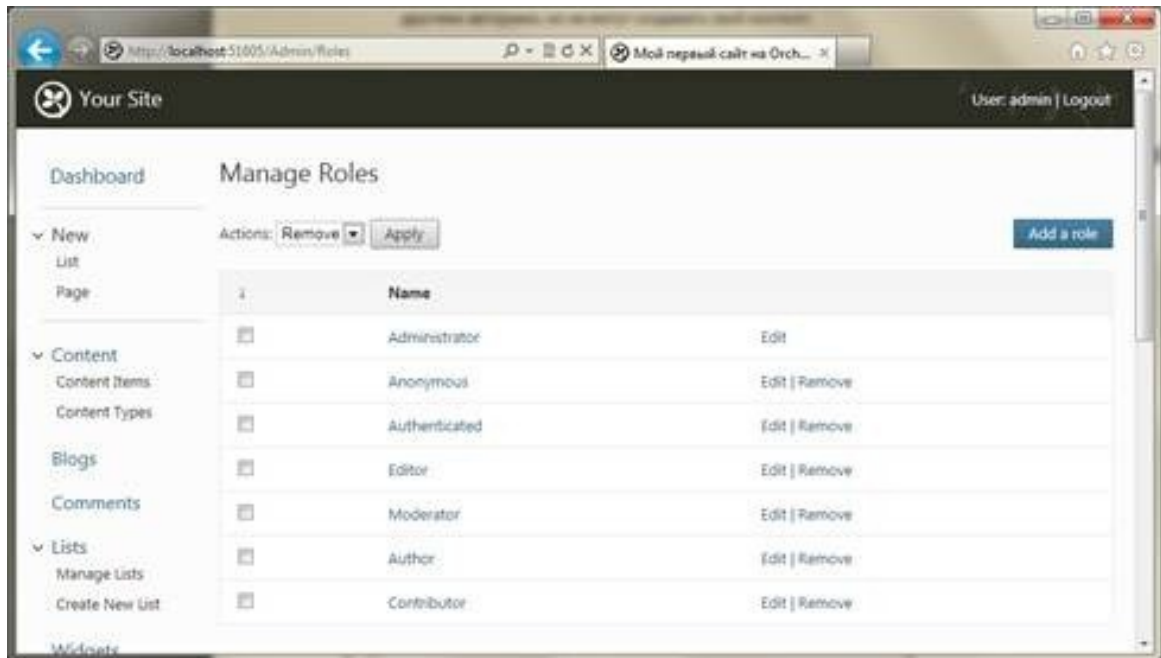 http://localhost:51005/Admin/Roles
Мой первый сайт на Orch...
Your Site
User: admin | Logout
Dashboard
Manage Roles
New
List
Page
Actions: Remove Apply
Add a role
↓ Name
Administrator Edit
Anonymous Edit | Remove
Authenticated Edit | Remove
Editor Edit | Remove
Moderator Edit | Remove
Author Edit | Remove
Contributor Edit | Remove
Content
Content Items
Content Types
Blogs
Comments
Lists
Manage Lists
Create New List
Widgets